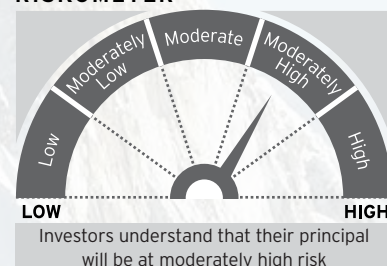 RISKOMETER
Low
Moderately
Low
Moderate
Moderately
High
High
LOW HIGH
Investors understand that their principal
will be at moderately high risk